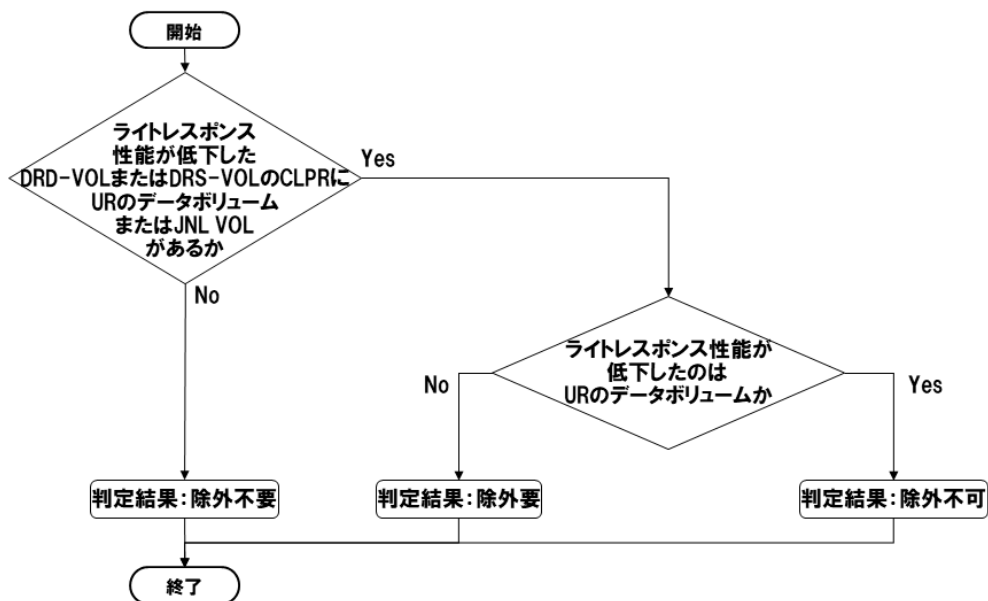 開始
ライトレスポンス
性能が低下した
DRD-VOLまたはDRS-VOLのCLPRに
URのデータボリューム
またはJNL VOL
があるか
Yes
No
ライトレスポンス性能が
低下したのは
URのデータボリュームか
No
Yes
判定結果：除外不要
判定結果：除外要
判定結果：除外不可
終了